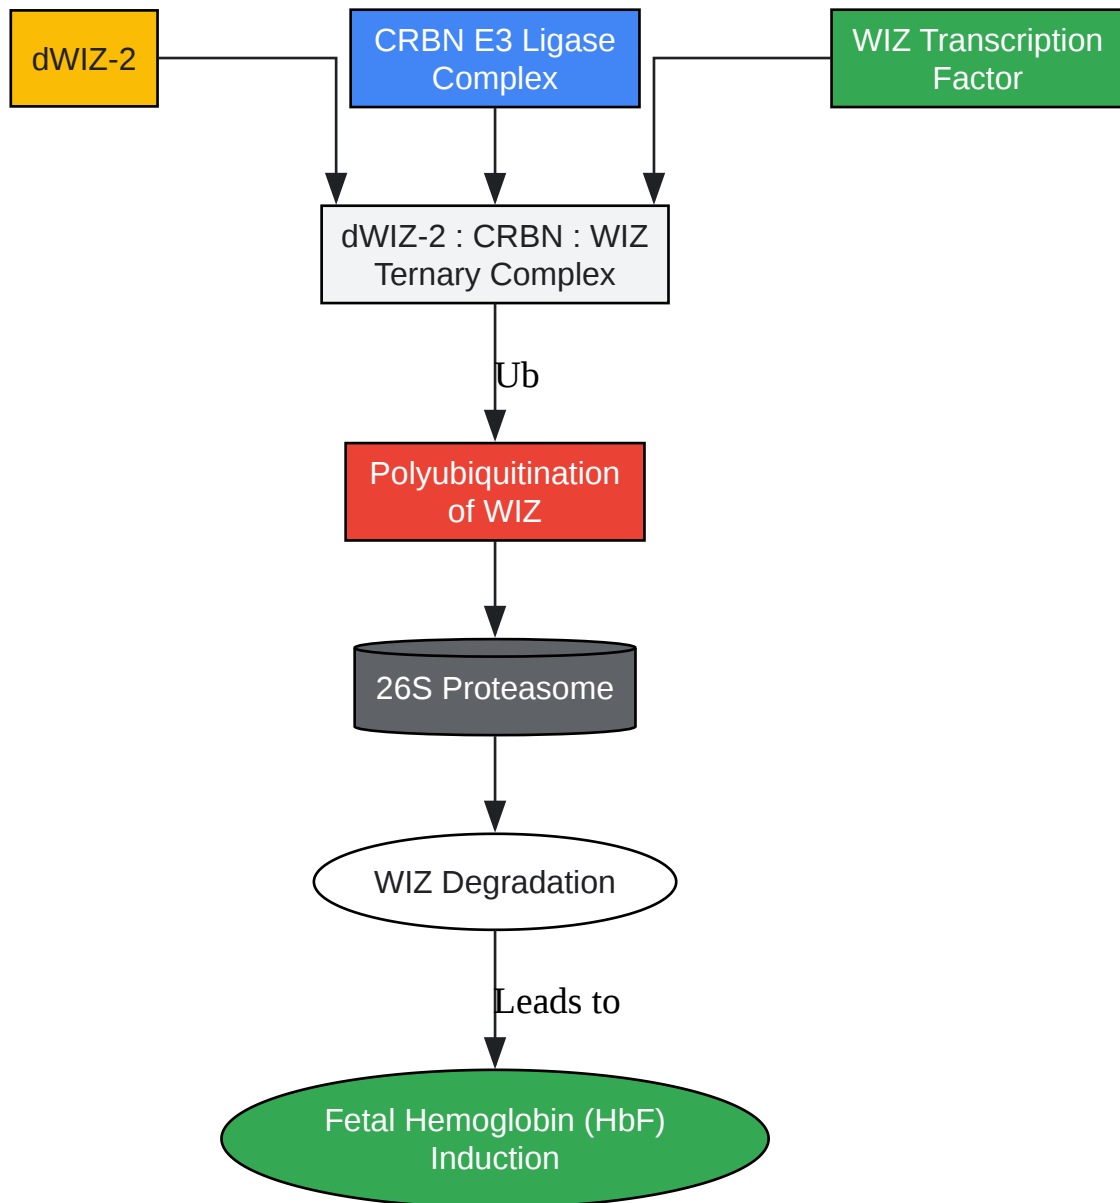 dWIZ-2
CRBN E3 Ligase
Complex
WIZ Transcription
Factor
dWIZ-2 : CRBN : WIZ
Ternary Complex
Ub
Polyubiquitination
of WIZ
26S Proteasome
WIZ Degradation
Leads to
Fetal Hemoglobin (HbF)
Induction